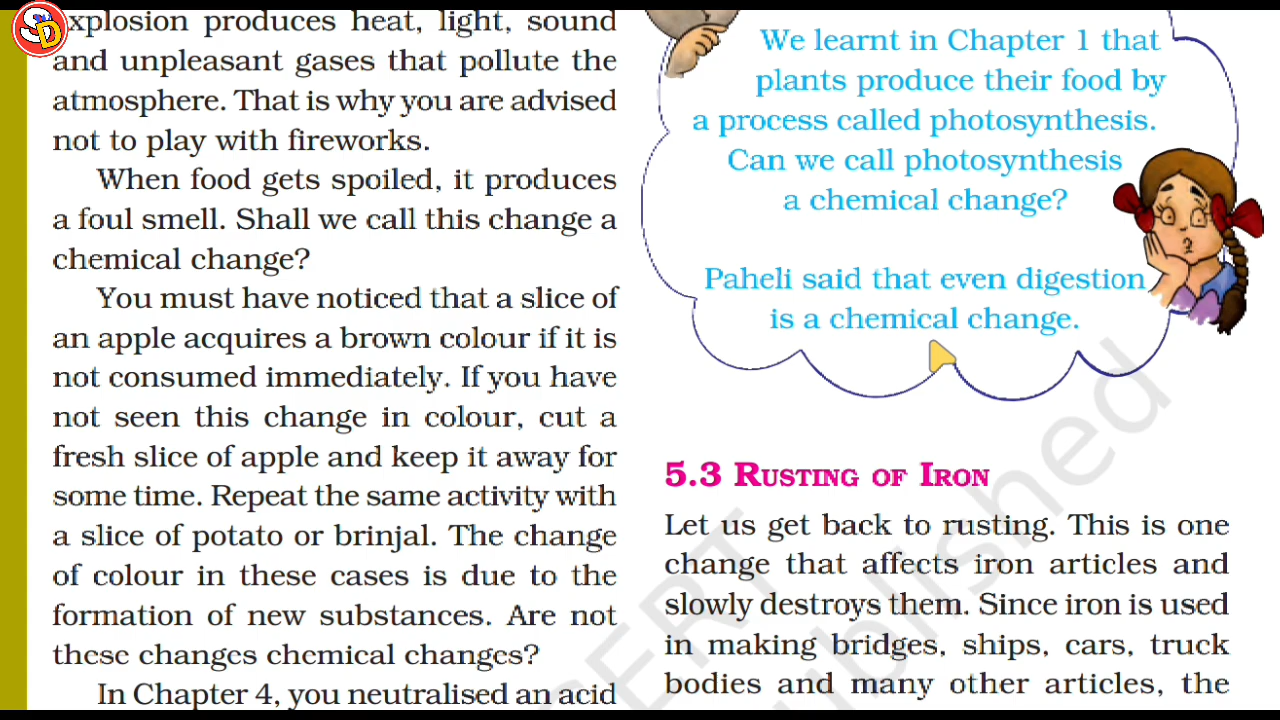 SD
explosion produces heat, light, sound
and unpleasant gases that pollute the
atmosphere. That is why you are advised
not to play with fireworks.
When food gets spoiled, it produces
a foul smell. Shall we call this change a
chemical change?
You must have noticed that a slice of
an apple acquires a brown colour if it is
not consumed immediately. If you have
not seen this change in colour, cut a
fresh slice of apple and keep it away for
some time. Repeat the same activity with
a slice of potato or brinjal. The change
of colour in these cases is due to the
formation of new substances. Are not
these changes chemical changes?
In Chapter 4, you neutralised an acid
We learnt in Chapter 1 that
plants produce their food by
a process called photosynthesis.
Can we call photosynthesis
a chemical change?
Paheli said that even digestion
is a chemical change.
5.3 RUSTING OF IRON
Let us get back to rusting. This is one
change that affects iron articles and
slowly destroys them. Since iron is used
in making bridges, ships, cars, truck
bodies and many other articles, the